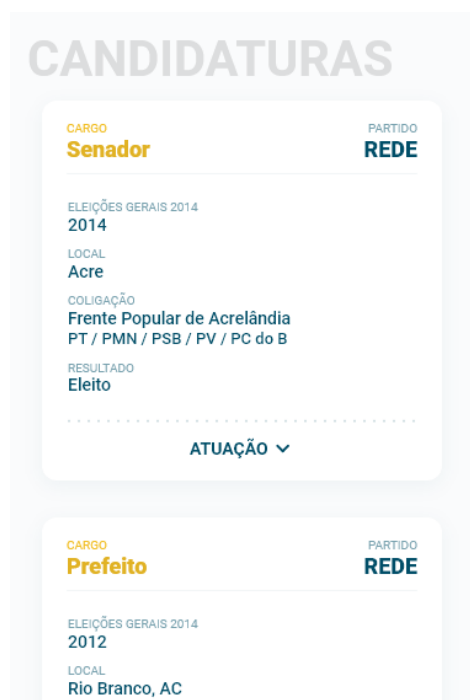 CANDIDATURAS
CARGO PARTIDO
Senador REDE
ELEIÇÕES GERAIS 2014
2014
LOCAL
Acre
COLIGAÇÃO
Frente Popular de Acrelândia
PT / PMN / PSB / PV / PC do B
RESULTADO
Eleito
ATUAÇÃO
CARGO PARTIDO
Prefeito REDE
ELEIÇÕES GERAIS 2014
2012
LOCAL
Rio Branco, AC